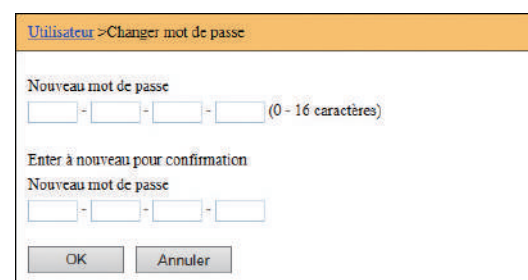 Utilisateur >Changer mot de passe
Nouveau mot de passe
- - - (0 - 16 caractères)
Enter à nouveau pour confirmation
Nouveau mot de passe
- - -
OK Annuler